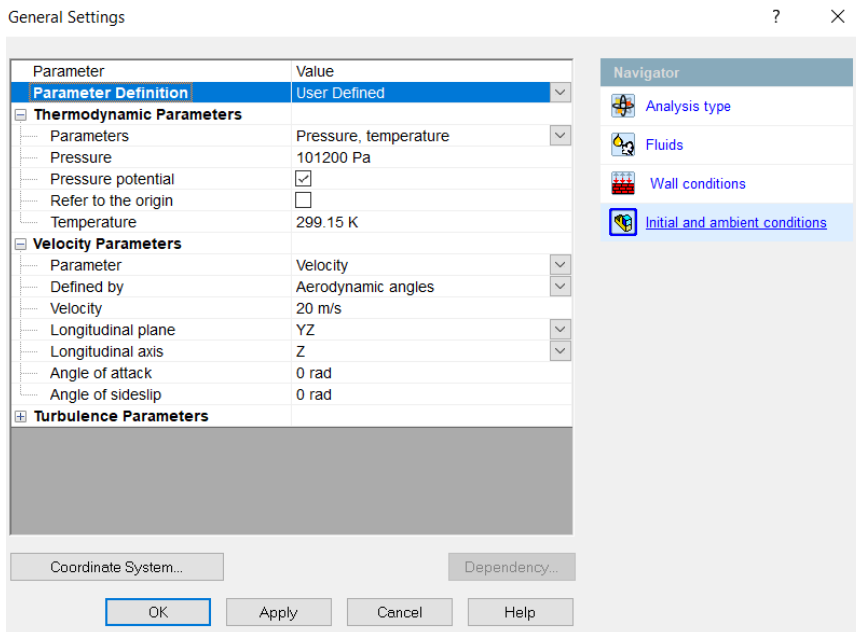 General Settings
Parameter Value
Parameter Definition User Defined
Thermodynamic Parameters
Parameters Pressure, temperature
Pressure 101200 Pa
Pressure potential
Refer to the origin
Temperature 299.15 K
Velocity Parameters
Parameter Velocity
Defined by Aerodynamic angles
Velocity 20 m/s
Longitudinal plane YZ
Longitudinal axis Z
Angle of attack 0 rad
Angle of sideslip 0 rad
Turbulence Parameters
Navigator
Analysis type
Fluids
Wall conditions
Initial and ambient conditions
Coordinate System... Dependency...
OK Apply Cancel Help